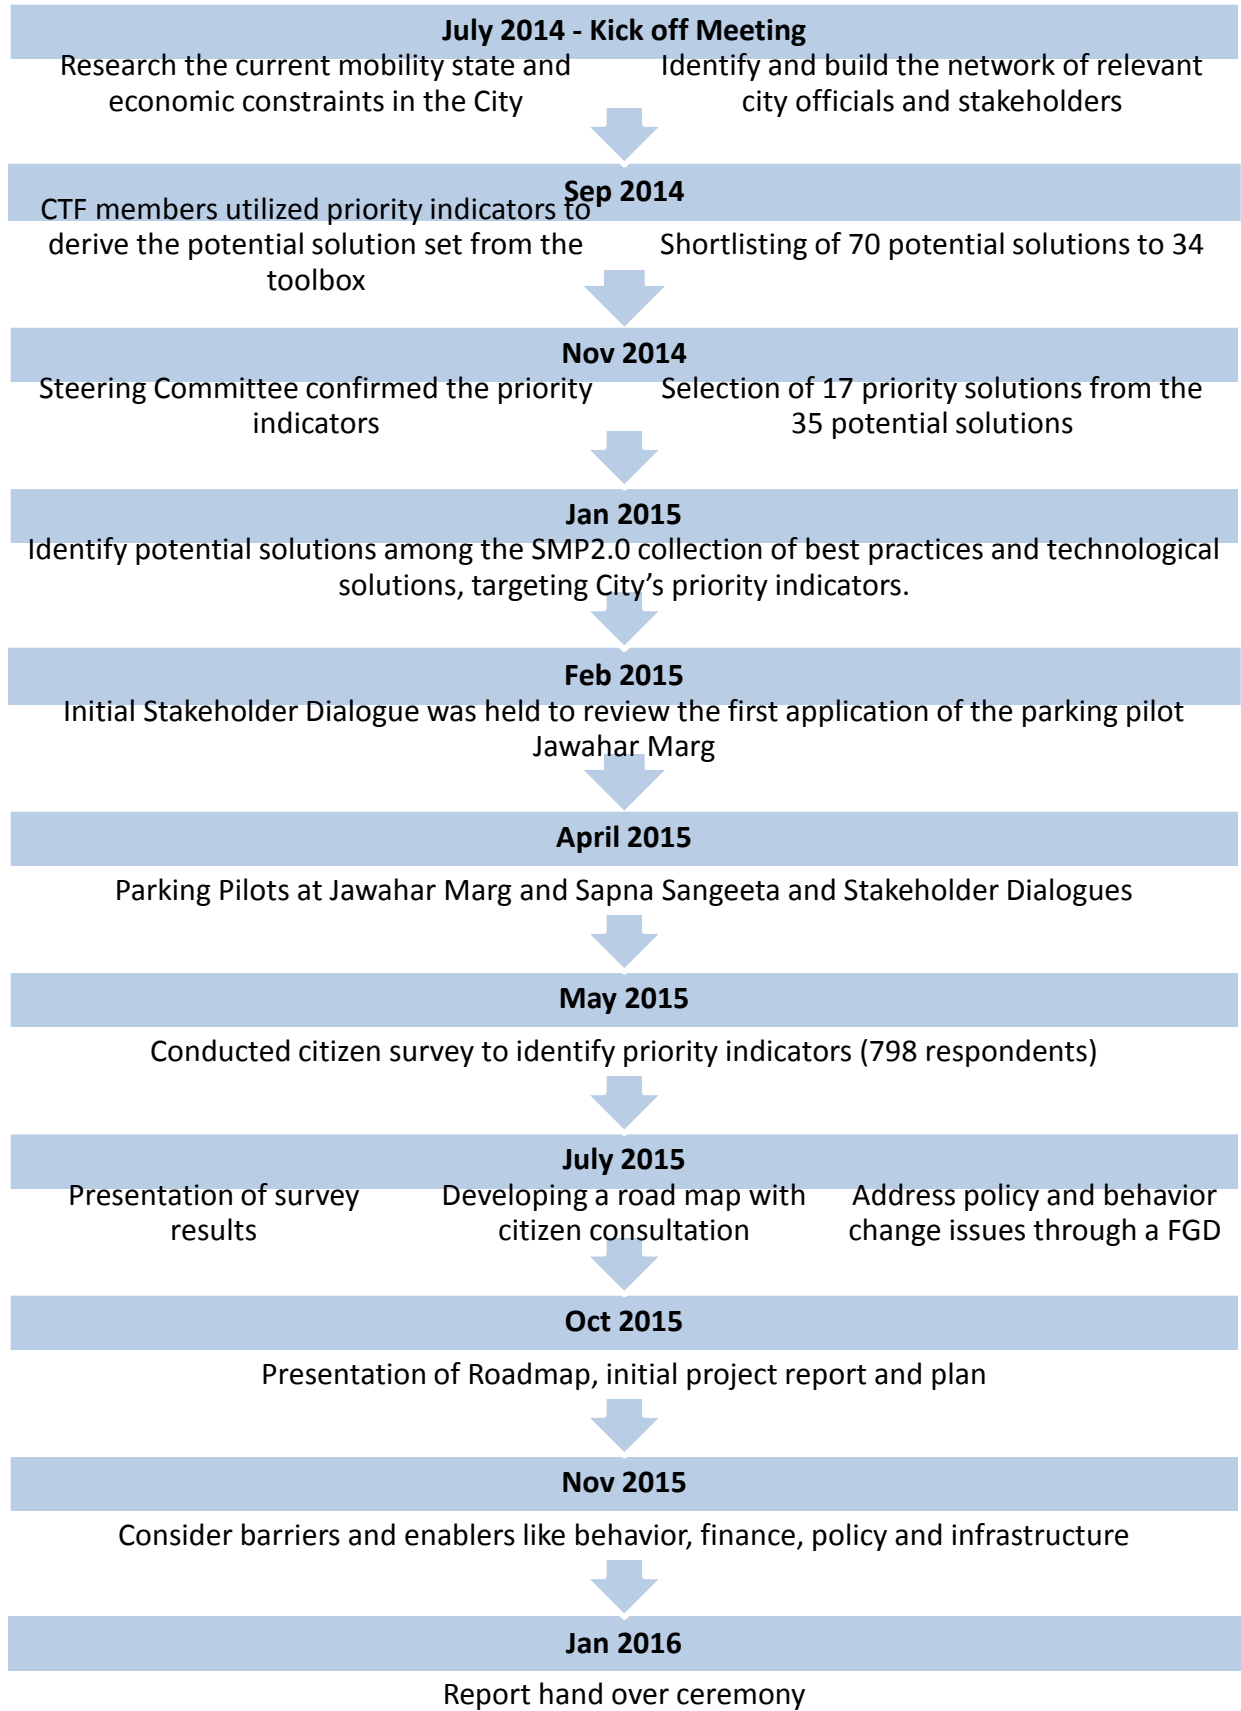 July 2014 - Kick off Meeting
Research the current mobility state and
economic constraints in the City
Identify and build the network of relevant
city officials and stakeholders
Sep 2014
CTF members utilized priority indicators to
derive the potential solution set from the
toolbox
Shortlisting of 70 potential solutions to 34
Nov 2014
Steering Committee confirmed the priority
indicators
Selection of 17 priority solutions from the
35 potential solutions
Jan 2015
Identify potential solutions among the SMP2.0 collection of best practices and technological
solutions, targeting City's priority indicators.
Feb 2015
Initial Stakeholder Dialogue was held to review the first application of the parking pilot
Jawahar Marg
April 2015
Parking Pilots at Jawahar Marg and Sapna Sangeeta and Stakeholder Dialogues
May 2015
Conducted citizen survey to identify priority indicators (798 respondents)
July 2015
Presentation of survey
results
Developing a road map with
citizen consultation
Address policy and behavior
change issues through a FGD
Oct 2015
Presentation of Roadmap, initial project report and plan
Nov 2015
Consider barriers and enablers like behavior, finance, policy and infrastructure
Jan 2016
Report hand over ceremony